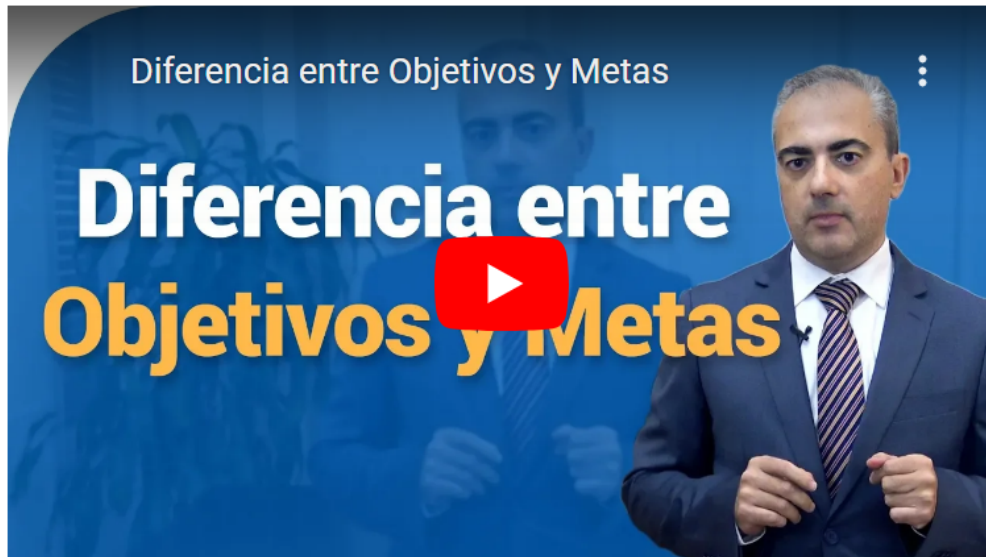 Diferencia entre Objetivos y Metas
Diferencia entre
Objetivos y Metas